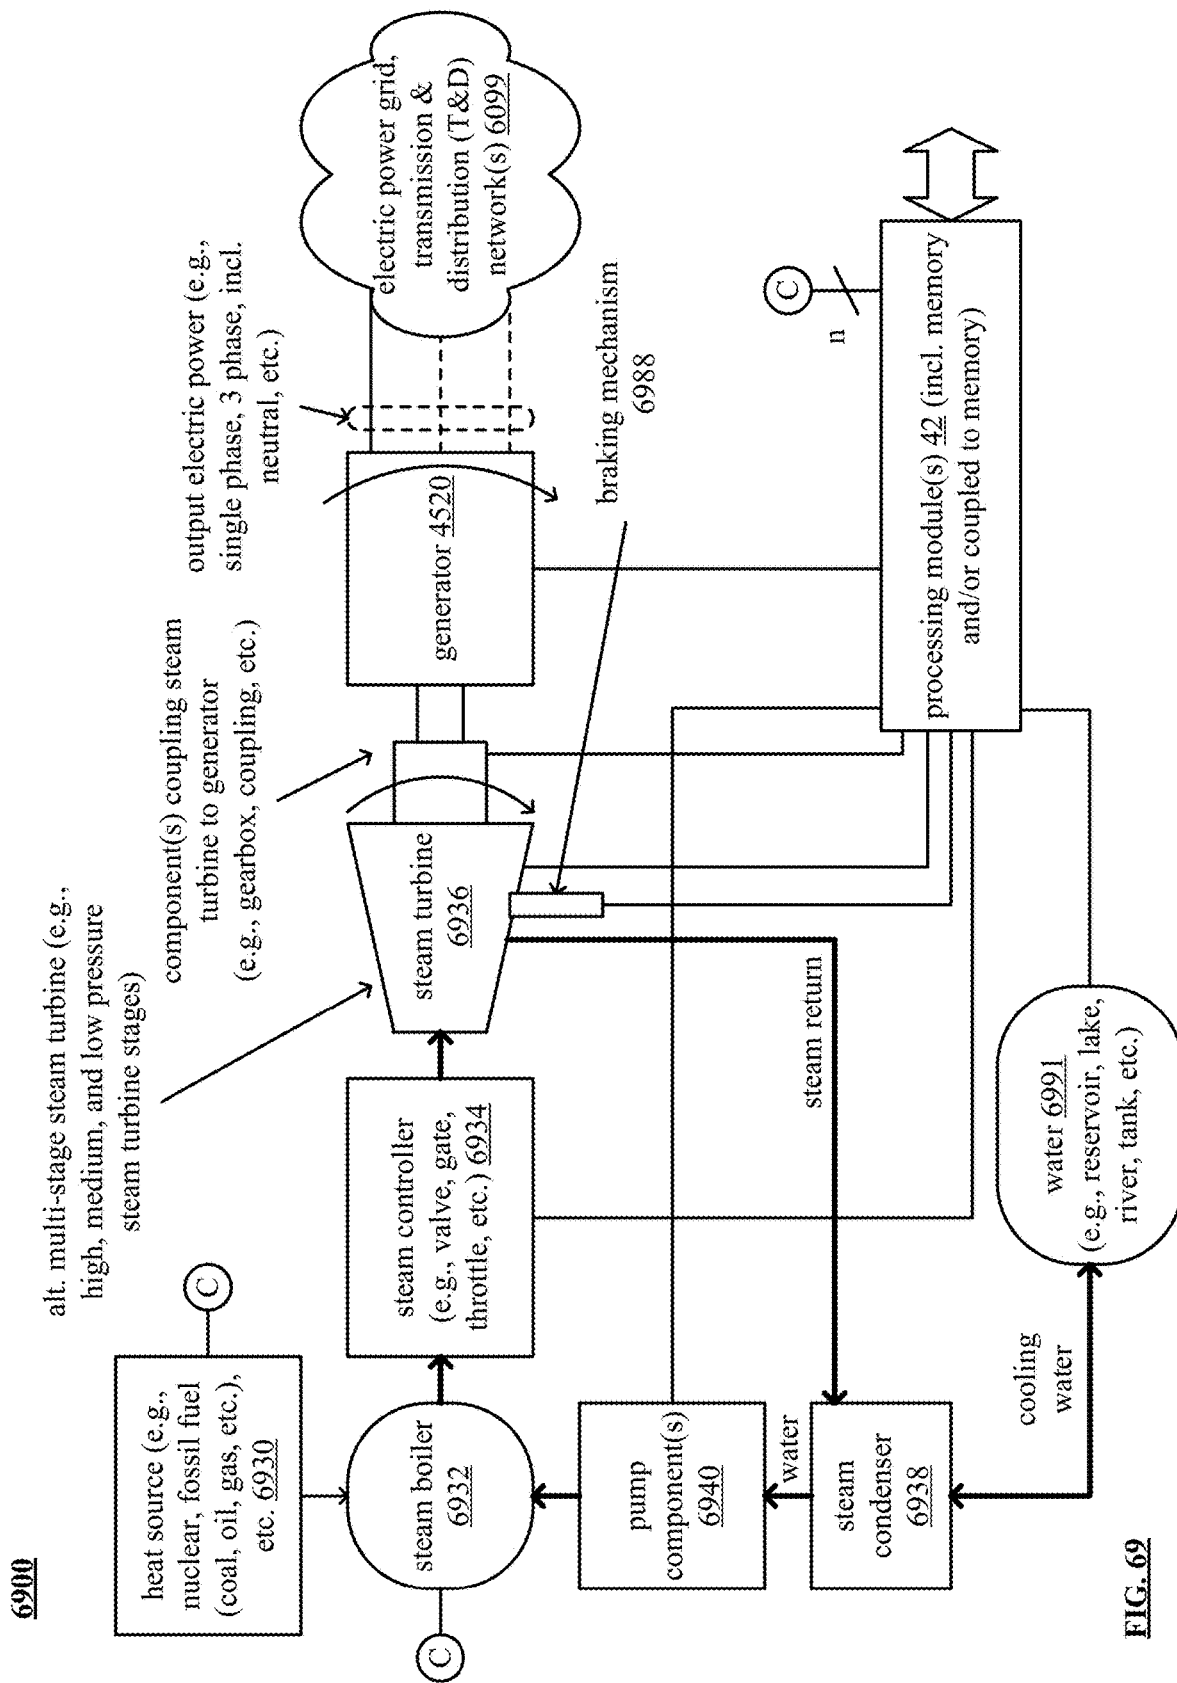 6900
heat source (e.g.,
nuclear, fossil fuel
(coal, oil, gas, etc.),
etc. 6930
C
alt. multi-stage steam turbine (e.g.,
high, medium, and low pressure
steam turbine stages)
component(s) coupling steam
turbine to generator
(e.g., gearbox, coupling, etc.)
output electric power (e.g.,
single phase, 3 phase, incl.
neutral, etc.)
C
steam boiler
6932
steam controller
(e.g., valve, gate,
throttle, etc.) 6934
steam turbine
6936
generator 4520
electric power grid,
transmission &
distribution (T&D)
network(s) 6099
braking mechanism
6988
pump
component(s)
6940
water
steam
condenser
6938
steam return
C
n
processing module(s) 42 (incl. memory
and/or coupled to memory)
cooling
water
water 6991
(e.g., reservoir, lake,
river, tank, etc.)
FIG. 69